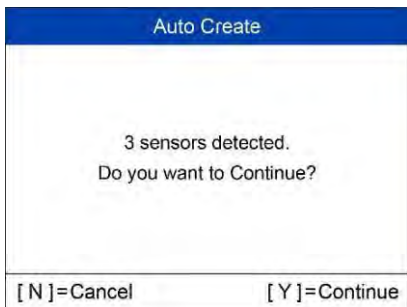 Auto Create
3 sensors detected.
Do you want to Continue?
[ N ]=Cancel [ Y ]=Continue